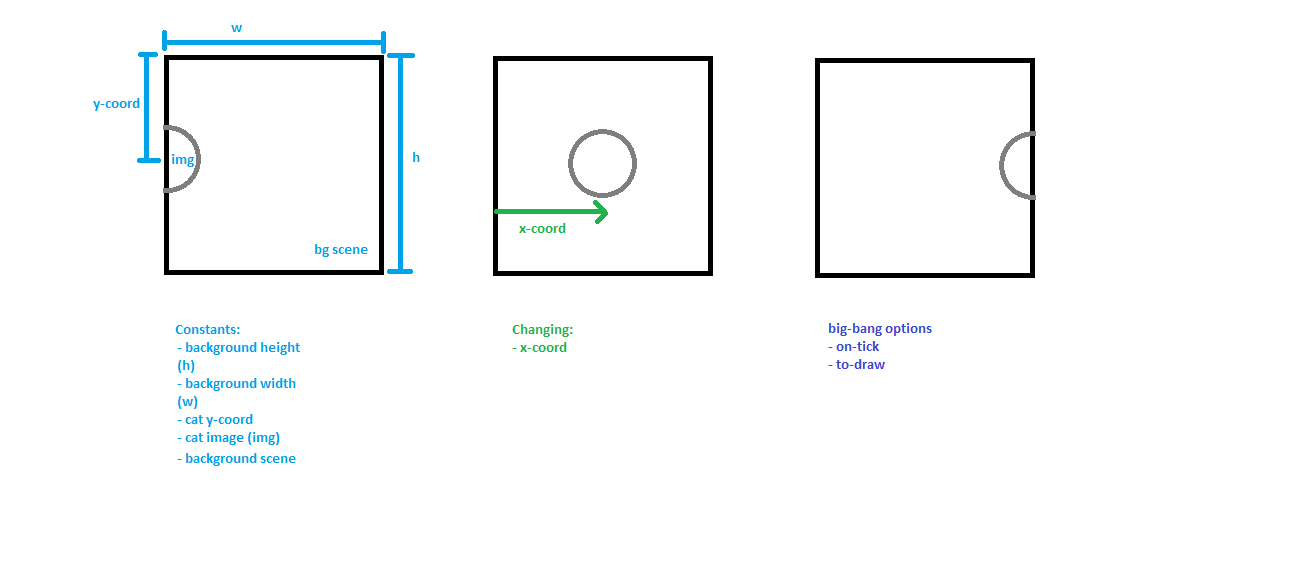 w
y-coord
img
h
bg scene
x-coord
Constants:
- background height
(h)
- background width
(w)
- cat y-coord
- cat image (img)
- background scene
Changing:
- x-coord
big-bang options
- on-tick
- to-draw